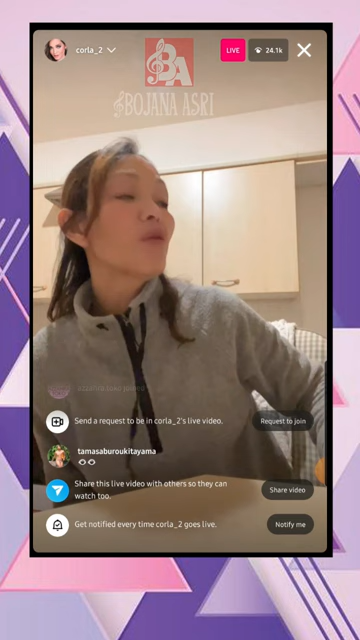 corla_2
LIVE
24.1k
BA
BOJANA ASRI
Send a request to be in corla_2's live video.
Request to join
tamasaburoukitayama
👀
Share this live video with others so they can
watch too.
Share video
Get notified every time corla_2 goes live.
Notify me